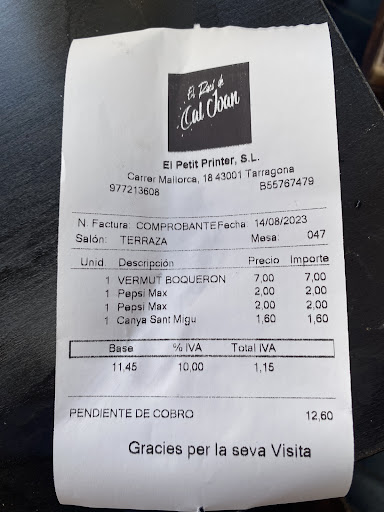 El Racó de
Cal Joan
El Petit Printer, S.L.
Carrer Mallorca, 18 43001 Tarragona
977213608 B55767479
N Factura COMPROBANTE Fecha 14/08/2023
Salón: TERRAZA Mesa: 047
Unid. Descripción Precio Importe
1 VERMUT BOQUERON 7,00 7,00
1 Pepsi Max 2,00 2,00
1 Pepsi Max 2,00 2,00
1 Canya Sant Migu 1,60 1,60
Base % IVA Total IVA
11,45 10,00 1,15
PENDIENTE DE COBRO 12,60
Gracies per la seva Visita